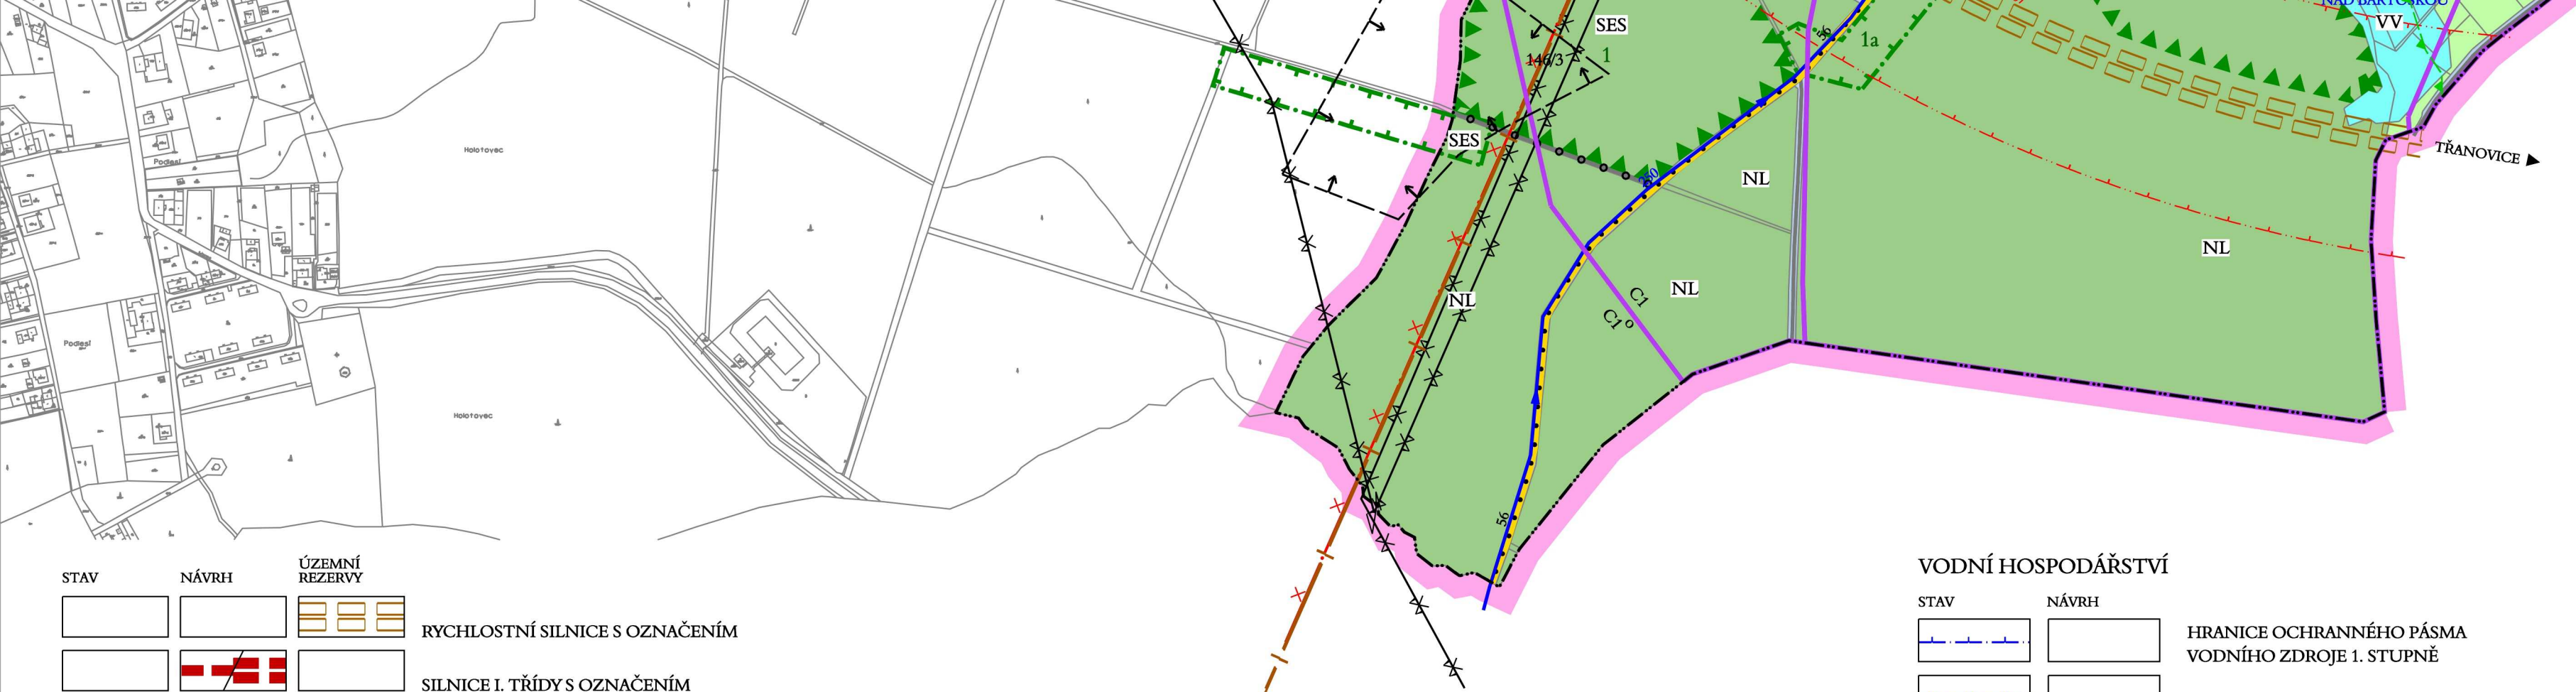 NAD BARTOŠKOU
VV
SES
1
146/3
56
1a
SES
TŘANOVICE
Holotovec
Podlesí
250
NL
NL
NL
NL
C1
C1°
Podlesí
Holotovec
56
STAV
NÁVRH
ÚZEMNÍ
REZERVY
RYCHLOSTNÍ SILNICE S OZNAČENÍM
SILNICE I. TŘÍDY S OZNAČENÍM
VODNÍ HOSPODÁŘSTVÍ
STAV
NÁVRH
HRANICE OCHRANNÉHO PÁSMA
VODNÍHO ZDROJE 1. STUPNĚ